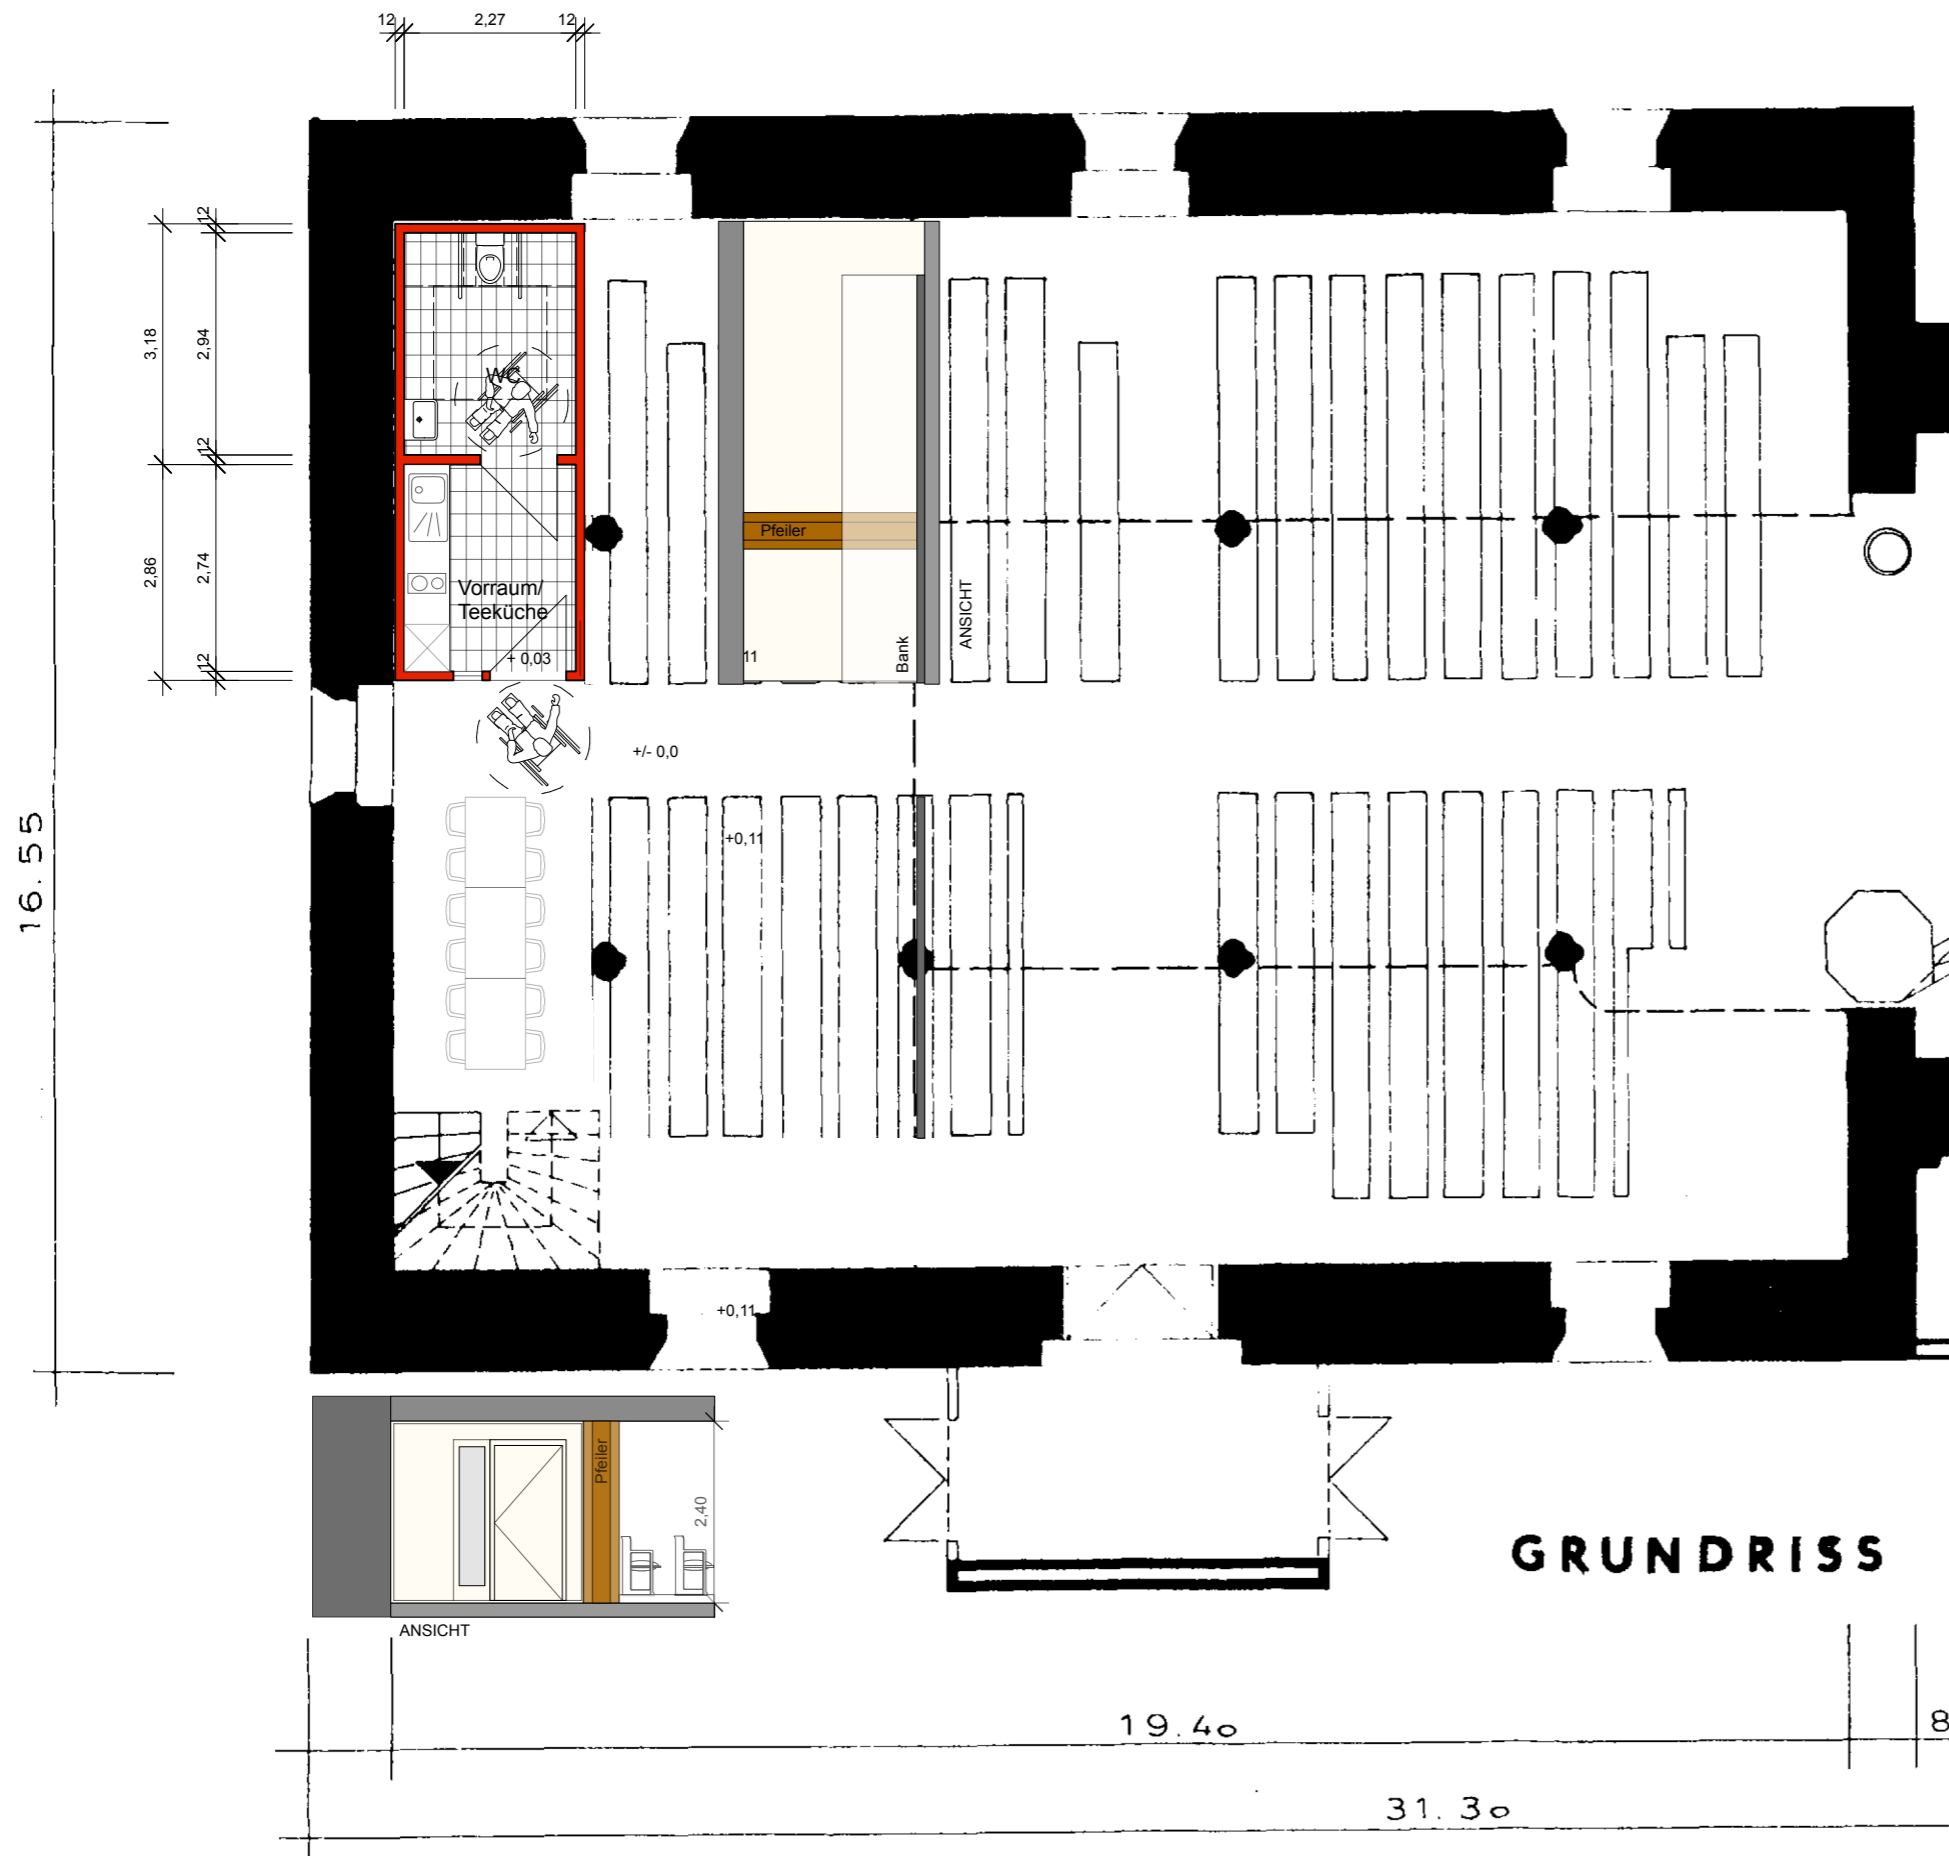 12
2,27
12
12
3,18
2,94
WC
12
Pfeiler
2,86
2,74
Vorraum/
Teeküche
ANSICHT
Bank
11
12
+ 0,03
+/- 0,0
16.55
+0,11
+0,11
Pfeiler
2,40
GRUNDRISS
ANSICHT
19.40
8
31.30